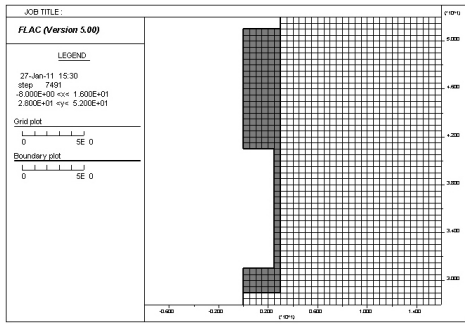 JOB TITLE :
(*10^1)
FLAC (Version 5.00)
LEGEND
27-Jan-11 15:30
step 7491
-8.000E+00 <x< 1.600E+01
2.800E+01 <y< 5.200E+01
Grid plot
0 5E 0
Boundary plot
0 5E 0
5.000
4.600
4.200
3.800
3.400
3.000
-0.600 -0.200 0.200 0.600 1.000 1.400
(*10^1)